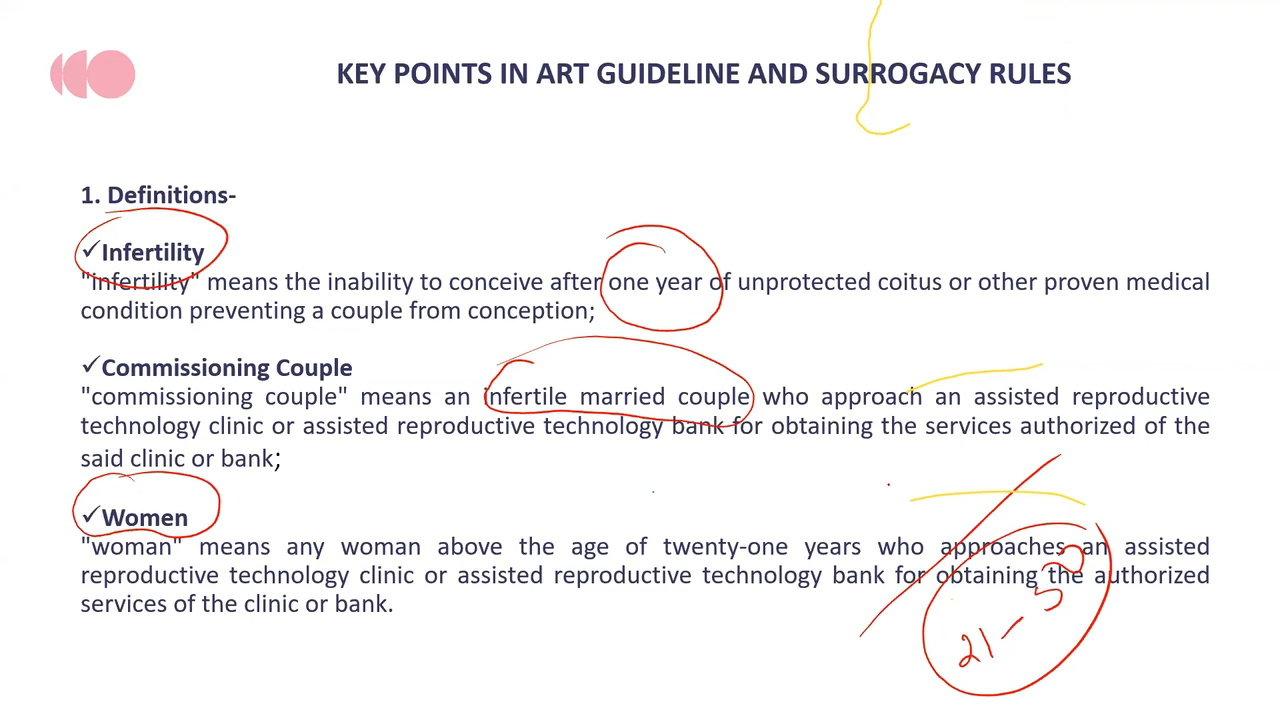 KEY POINTS IN ART GUIDELINE AND SURROGACY RULES
1. Definitions-
✓Infertility
"infertility" means the inability to conceive after one year of unprotected coitus or other proven medical
condition preventing a couple from conception;
✓Commissioning Couple
"commissioning couple" means an infertile married couple who approach an assisted reproductive
technology clinic or assisted reproductive technology bank for obtaining the services authorized of the
said clinic or bank;
✓Women
"woman" means any woman above the age of twenty-one years who approaches an assisted
reproductive technology clinic or assisted reproductive technology bank for obtaining the authorized
services of the clinic or bank.
21 - 50